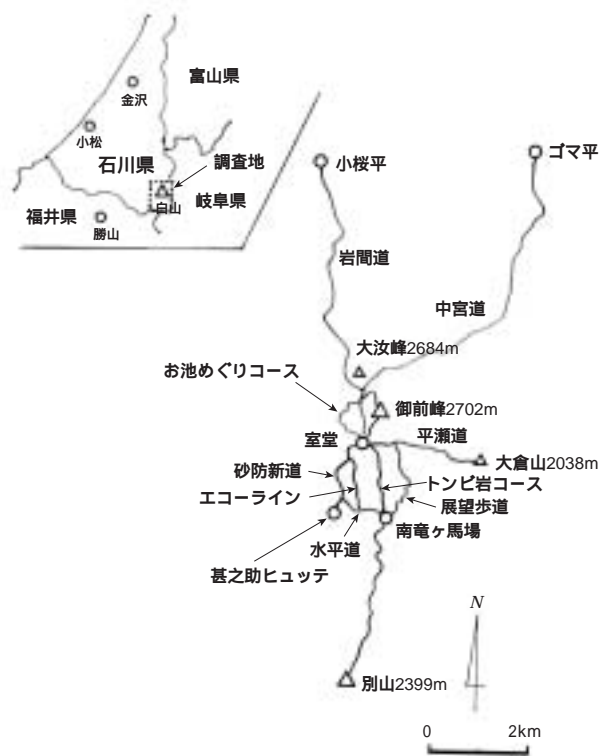 富山県
金沢
小松
石川県
調査地
白山
岐阜県
福井県
勝山
小桜平
ゴマ平
岩間道
中宮道
大汝峰2684m
お池めぐりコース
御前峰2702m
室堂
平瀬道
大倉山2038m
砂防新道
トンビ岩コース
エコーライン
展望歩道
南竜ヶ馬場
水平道
甚之助ヒュッテ
N
別山2399m
0 2km